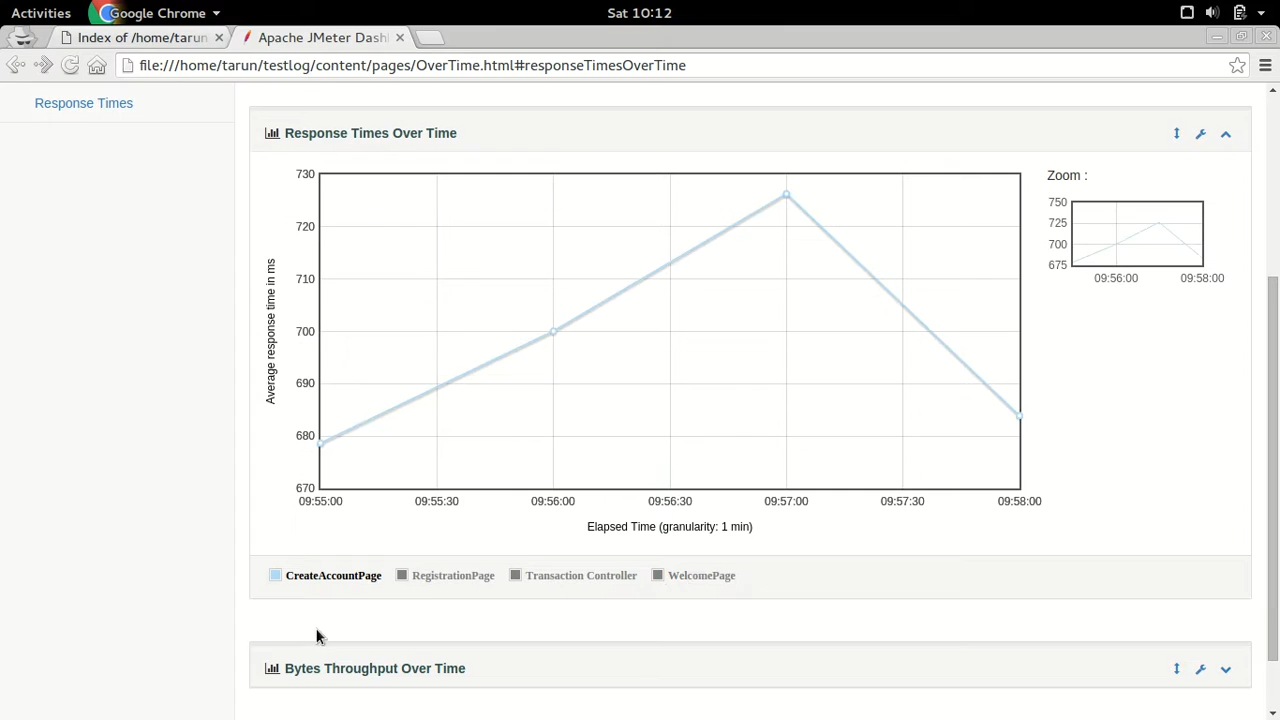 Activities Google Chrome Sat 10:12
Index of /home/tarun Apache JMeter Dash
file:///home/tarun/testlog/content/pages/OverTime.html#responseTimesOverTime
Response Times
Response Times Over Time
Zoom :
730
720
710
700
690
680
670
Average response time in ms
09:55:00 09:55:30 09:56:00 09:56:30 09:57:00 09:57:30 09:58:00
Elapsed Time (granularity: 1 min)
750
725
700
675
09:56:00 09:58:00
CreateAccountPage RegistrationPage Transaction Controller WelcomePage
Bytes Throughput Over Time